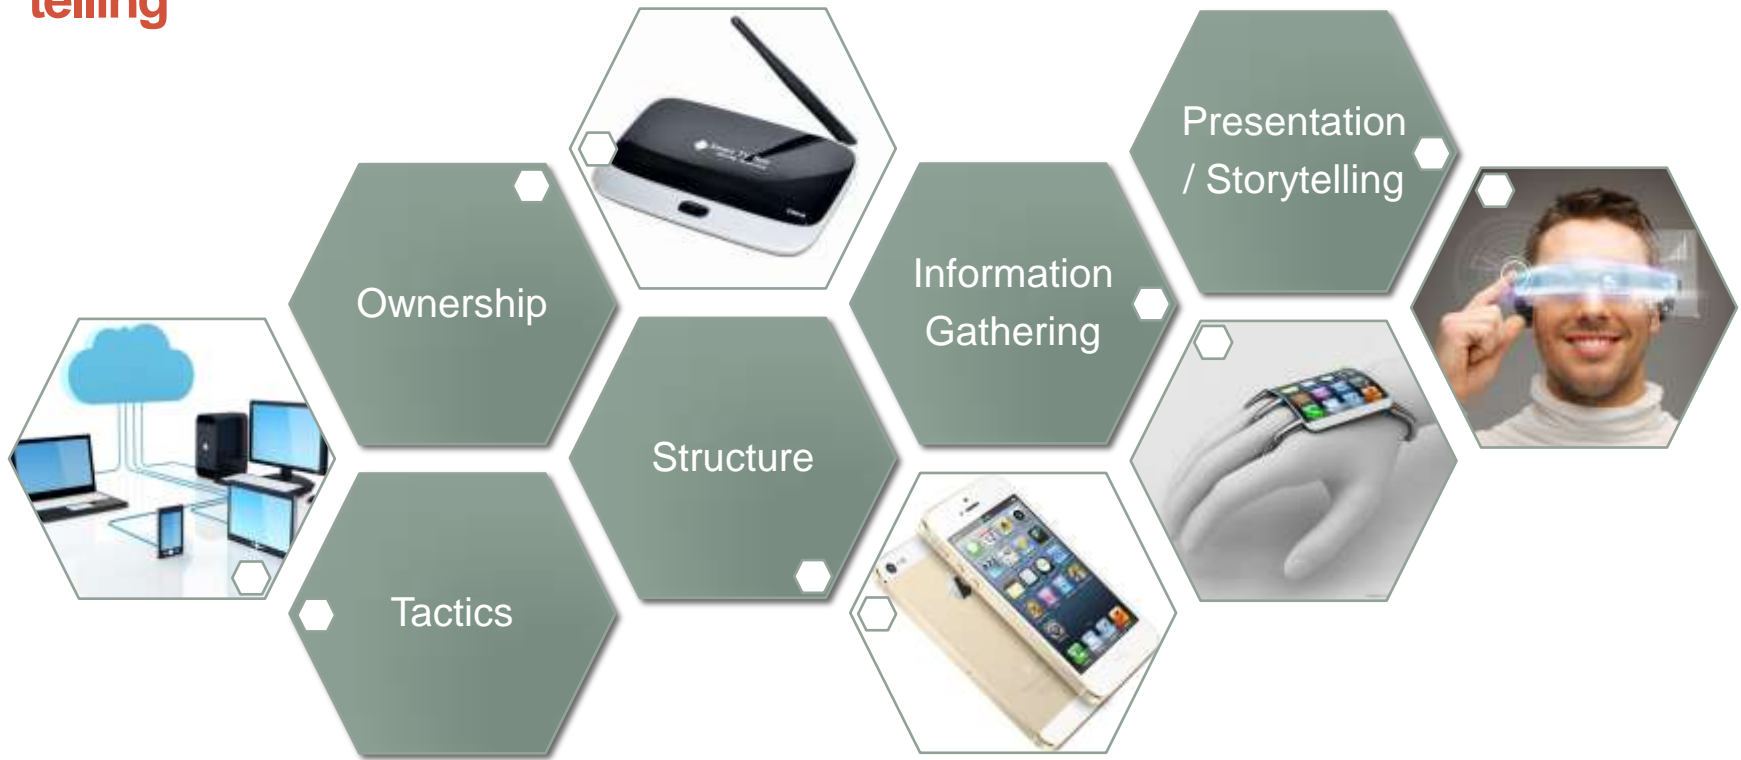 telling
Ownership
Tactics
Structure
Information
Gathering
Presentation
/ Storytelling